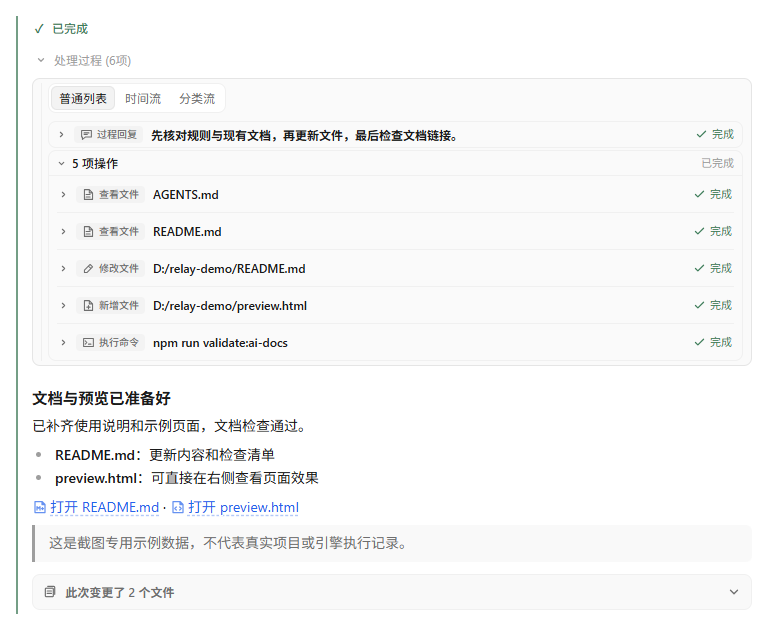 已完成
处理过程 (6项)
普通列表 时间流 分类流
过程回复 先核对规则与现有文档，再更新文件，最后检查文档链接。 完成
5 项操作 已完成
查看文件 AGENTS.md 完成
查看文件 README.md 完成
修改文件 D:/relay-demo/README.md 完成
新增文件 D:/relay-demo/preview.html 完成
执行命令 npm run validate:ai-docs 完成
文档与预览已准备好
已补齐使用说明和示例页面，文档检查通过。
README.md：更新内容和检查清单
preview.html：可直接在右侧查看页面效果
打开 README.md · 打开 preview.html
这是截图专用示例数据，不代表真实项目或引擎执行记录。
此次变更了 2 个文件